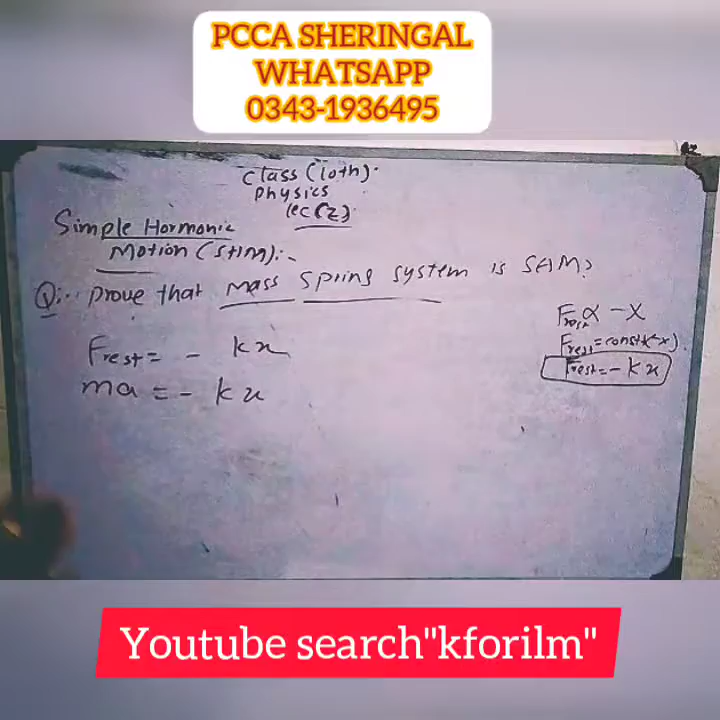 PCCA SHERINGAL
WHATSAPP
0343-1936495
Class (10th).
Physics
lec (2).
Simple Hormonic
Motion (SHM):-
Q:- Prove that Mass Spring system is SHM?
Frest = - kx
ma = - kx
Frest ∝ - X
Frest = const(-x)
Frest = - kx
Youtube search"kforilm"